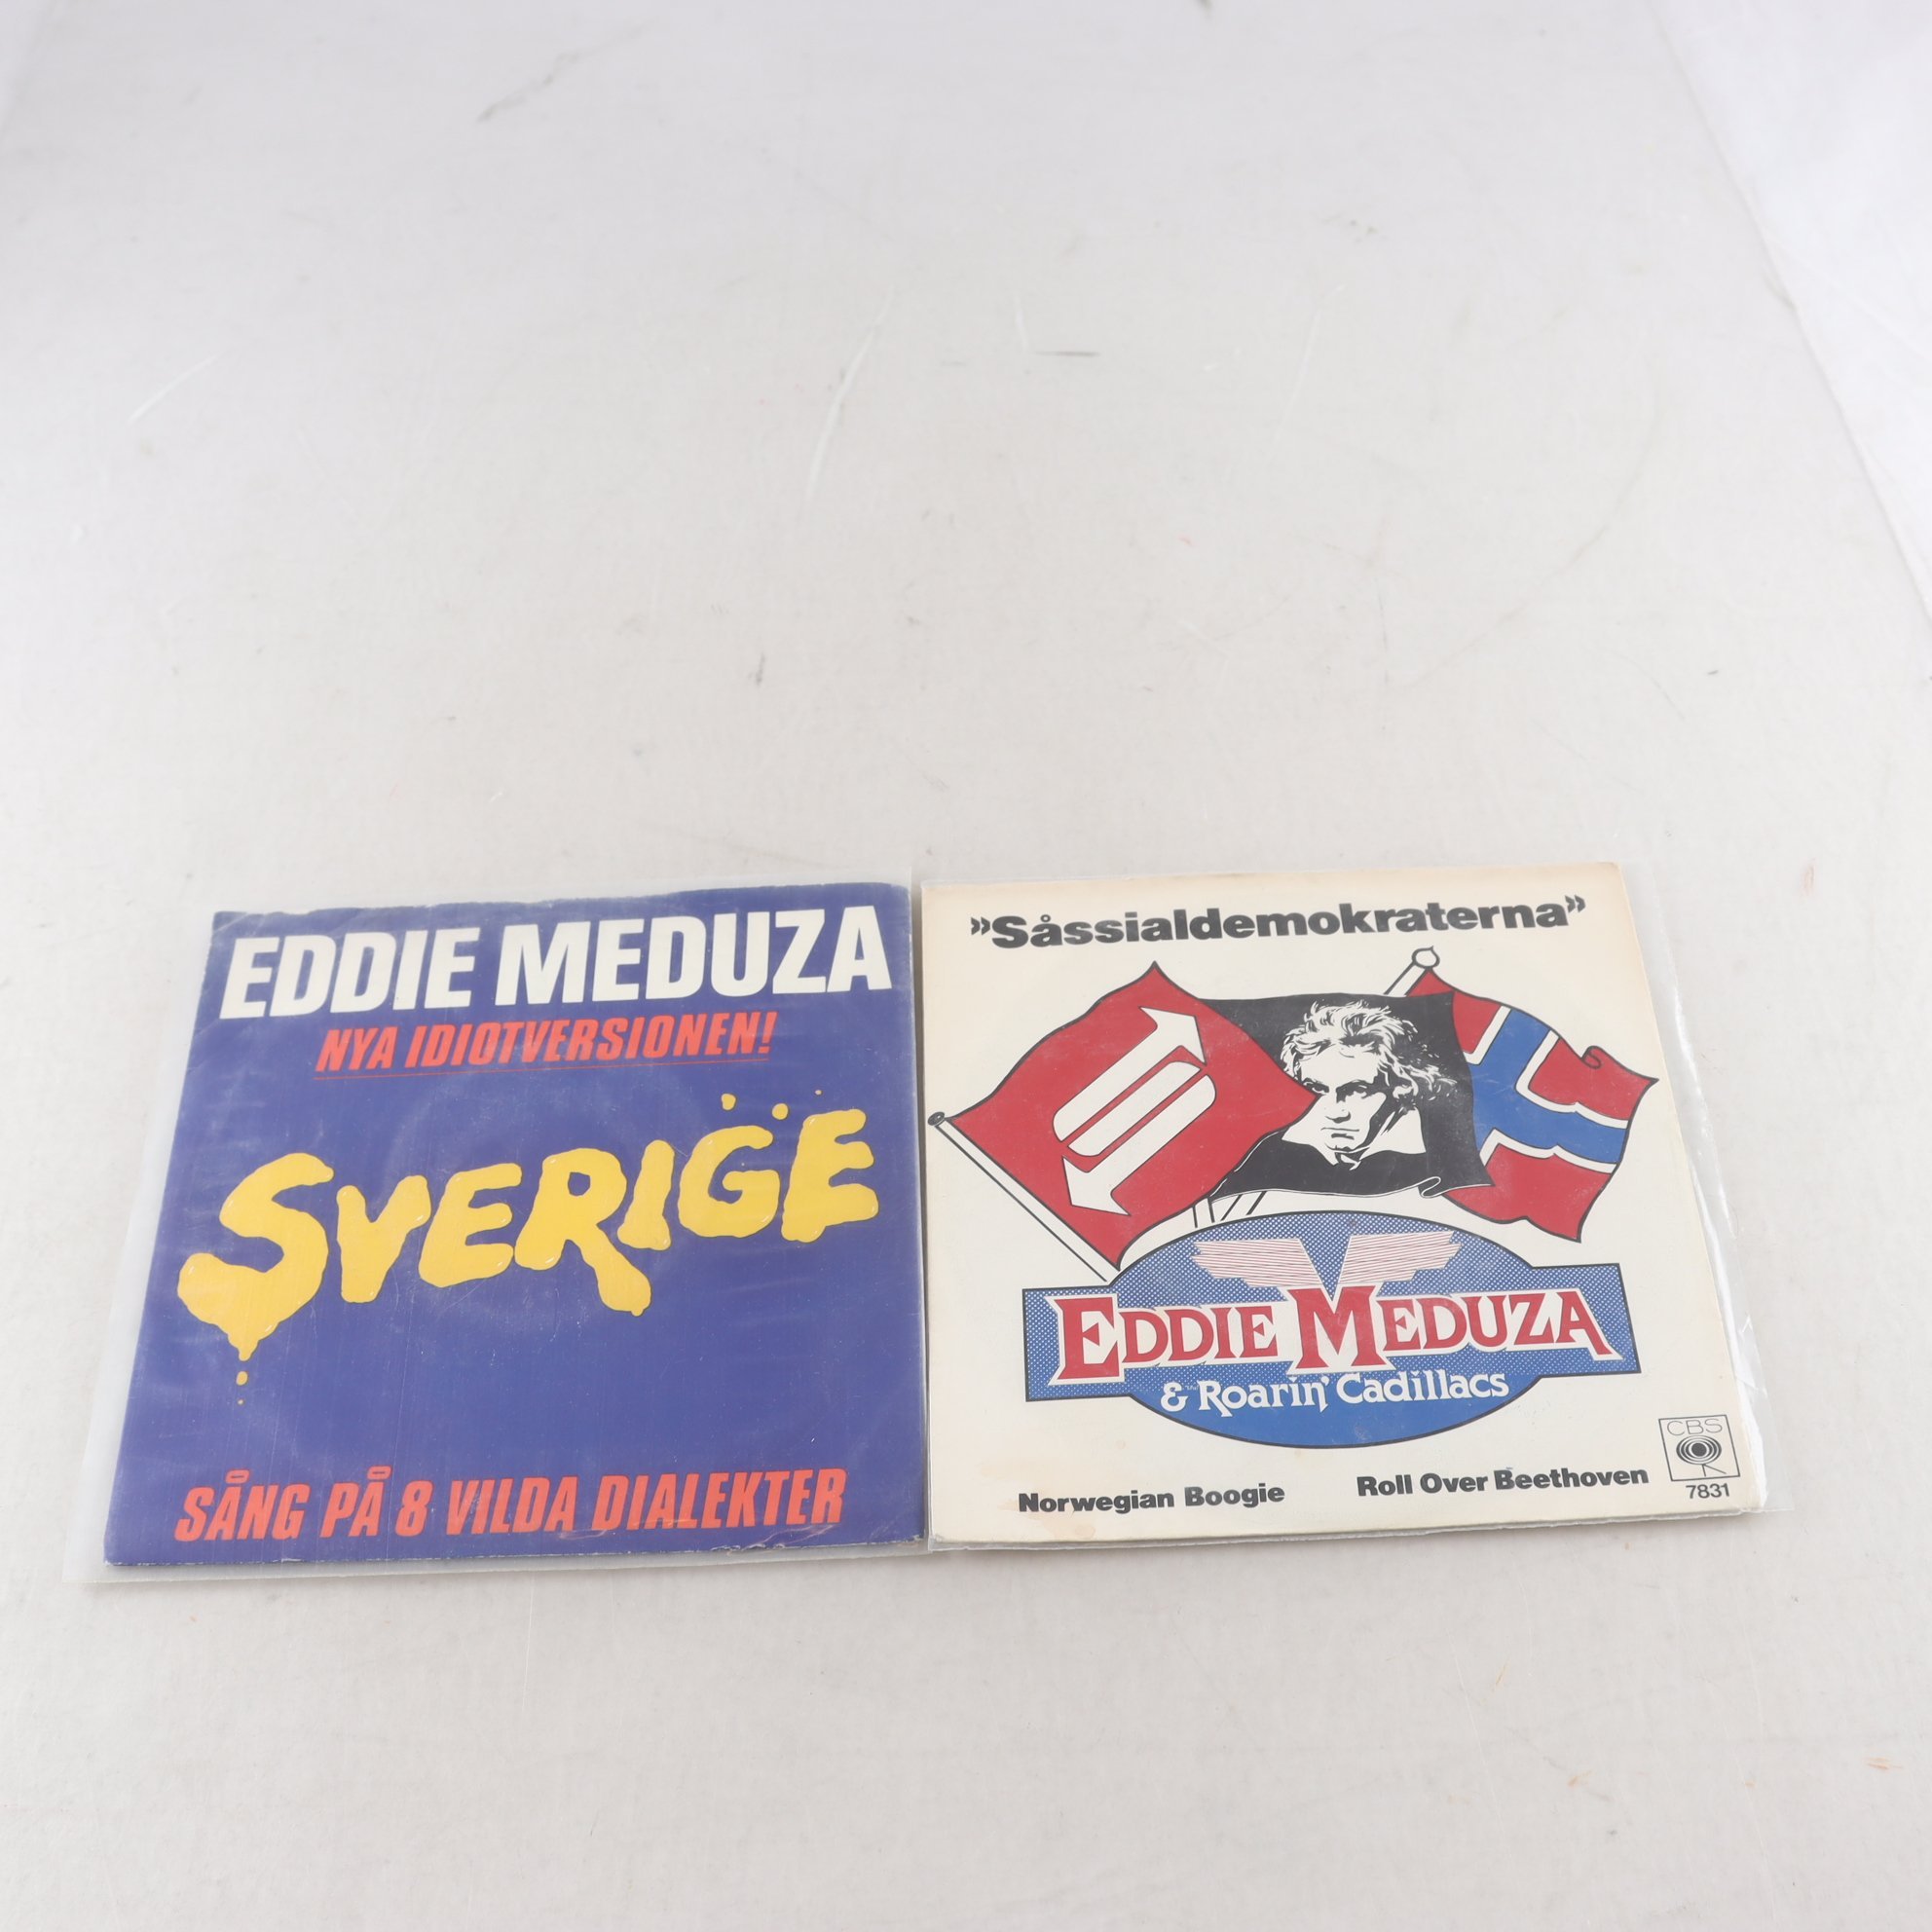 EDDIE MEDUZA
NYA IDIOTVERSIONEN!
SVERIGE
SÅNG PÅ 8 VILDA DIALEKTER
»Såssialdemokraterna»
EDDIE MEDUZA
& Roarin' Cadillacs
Norwegian Boogie
Roll Over Beethoven
CBS
7831